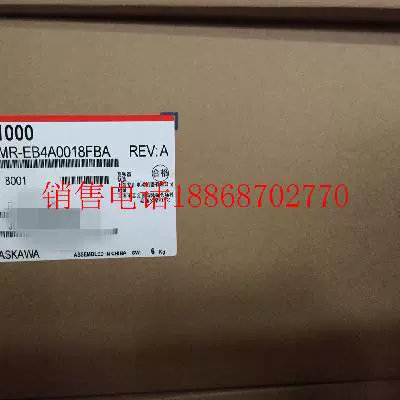 1000
MR-EB4A0018FBA REV: A
8001
销售电话18868702770
ASKAWA ASSEMBLED IN CHINA GW: 6 Kg